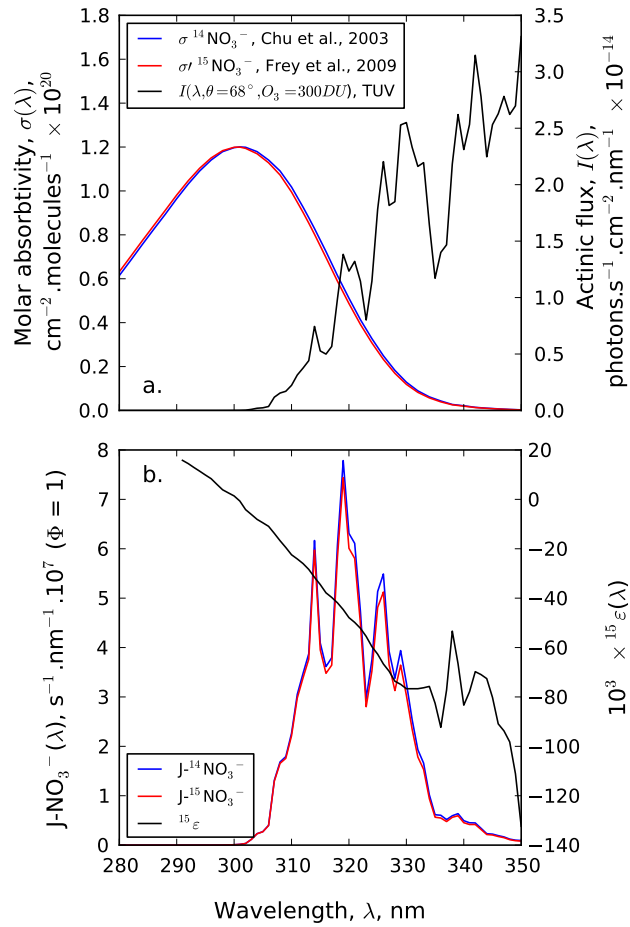 1.8
1.6
1.4
1.2
1.0
0.8
0.6
0.4
0.2
0.0
Molar absorbtivity, σ(λ),
cm⁻² .molecules⁻¹ × 10²⁰
σ ¹⁴NO₃⁻, Chu et al., 2003
σ′ ¹⁵NO₃⁻, Frey et al., 2009
I(λ,θ=68°,O₃=300DU), TUV
a.
3.5
3.0
2.5
2.0
1.5
1.0
0.5
0.0
Actinic flux, I(λ),
photons.s⁻¹.cm⁻².nm⁻¹ × 10⁻¹⁴
8
7
6
5
4
3
2
1
0
J-NO₃⁻(λ), s⁻¹.nm⁻¹.10⁷ (Φ = 1)
b.
J-¹⁴NO₃⁻
J-¹⁵NO₃⁻
¹⁵ε
20
0
−20
−40
−60
−80
−100
−120
−140
10³ × ¹⁵ε(λ)
280 290 300 310 320 330 340 350
Wavelength, λ, nm